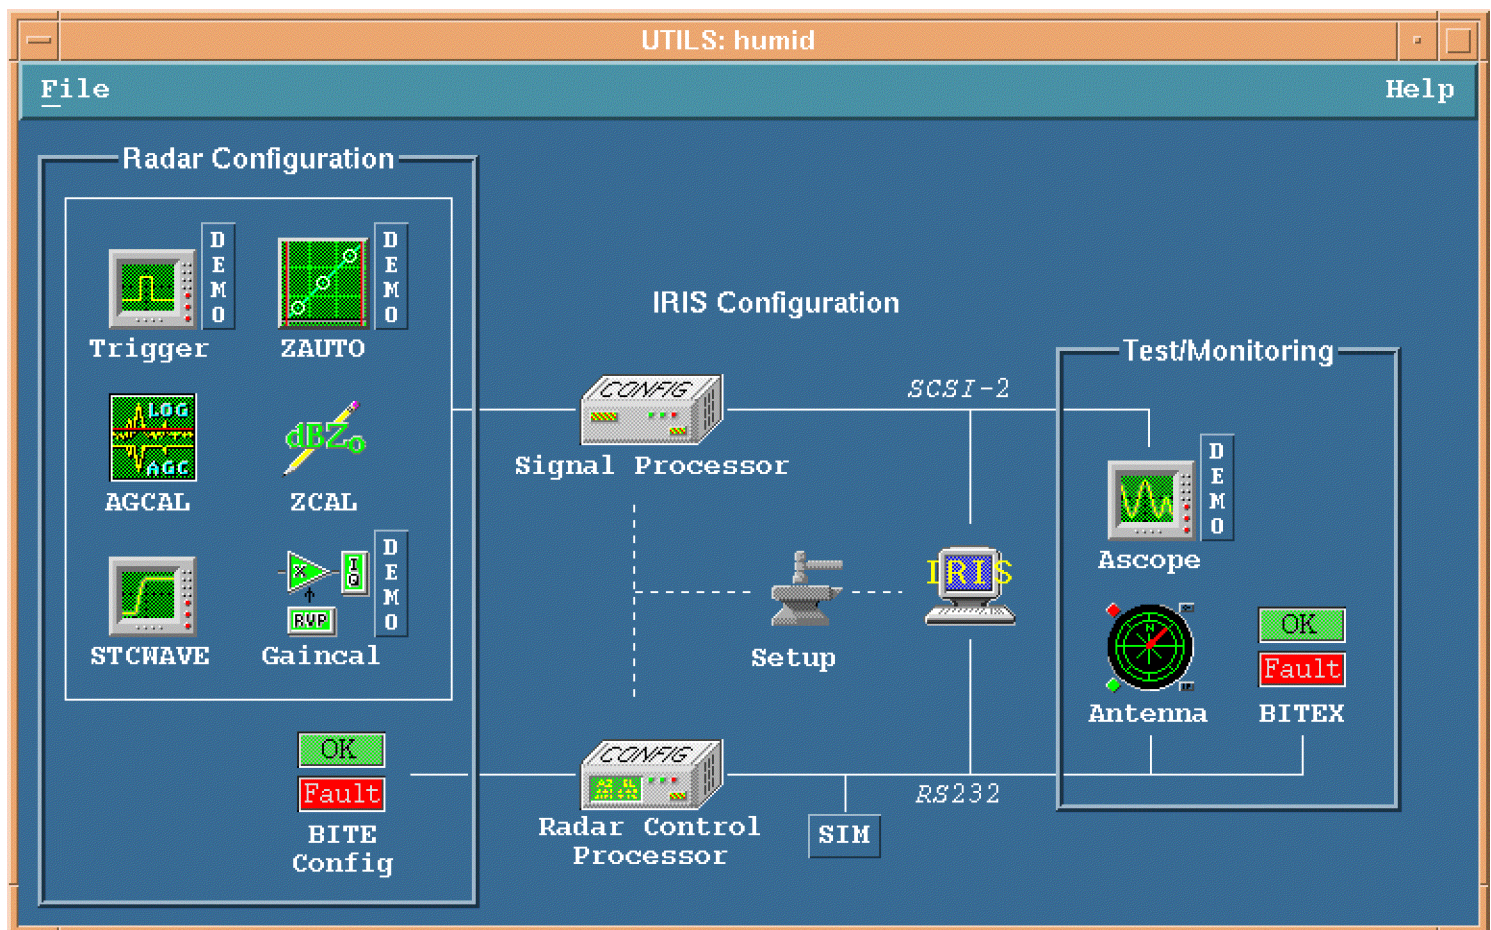 UTILS: humid
File Help
Radar Configuration
DEMO
DEMO
Trigger
ZAUTO
LOG
AGC
AGCAL
dBZo
ZCAL
STCWAVE
X
IQ
RVP
DEMO
Gaincal
OK
Fault
BITE
Config
IRIS Configuration
CONFIG
Signal Processor
SCSI-2
IRIS
Setup
CONFIG
AZ EL
Radar Control
Processor
RS232
SIM
Test/Monitoring
DEMO
Ascope
N
Antenna
OK
Fault
BITEX